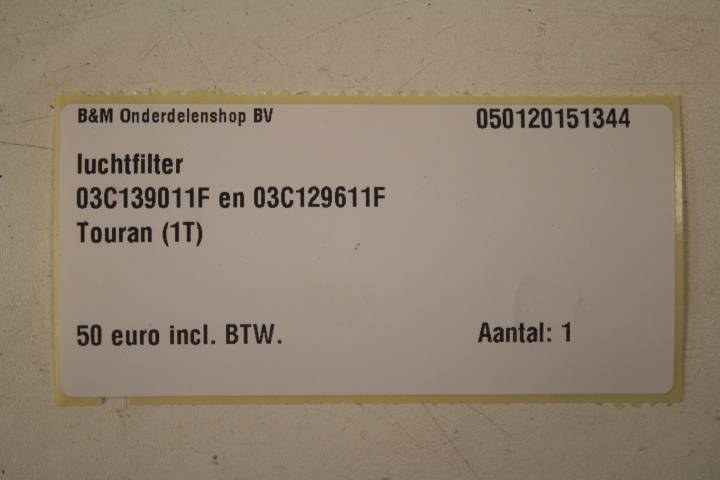 B&M Onderdelenshop BV 050120151344
luchtfilter
03C139011F en 03C129611F
Touran (1T)
50 euro incl. BTW. Aantal: 1